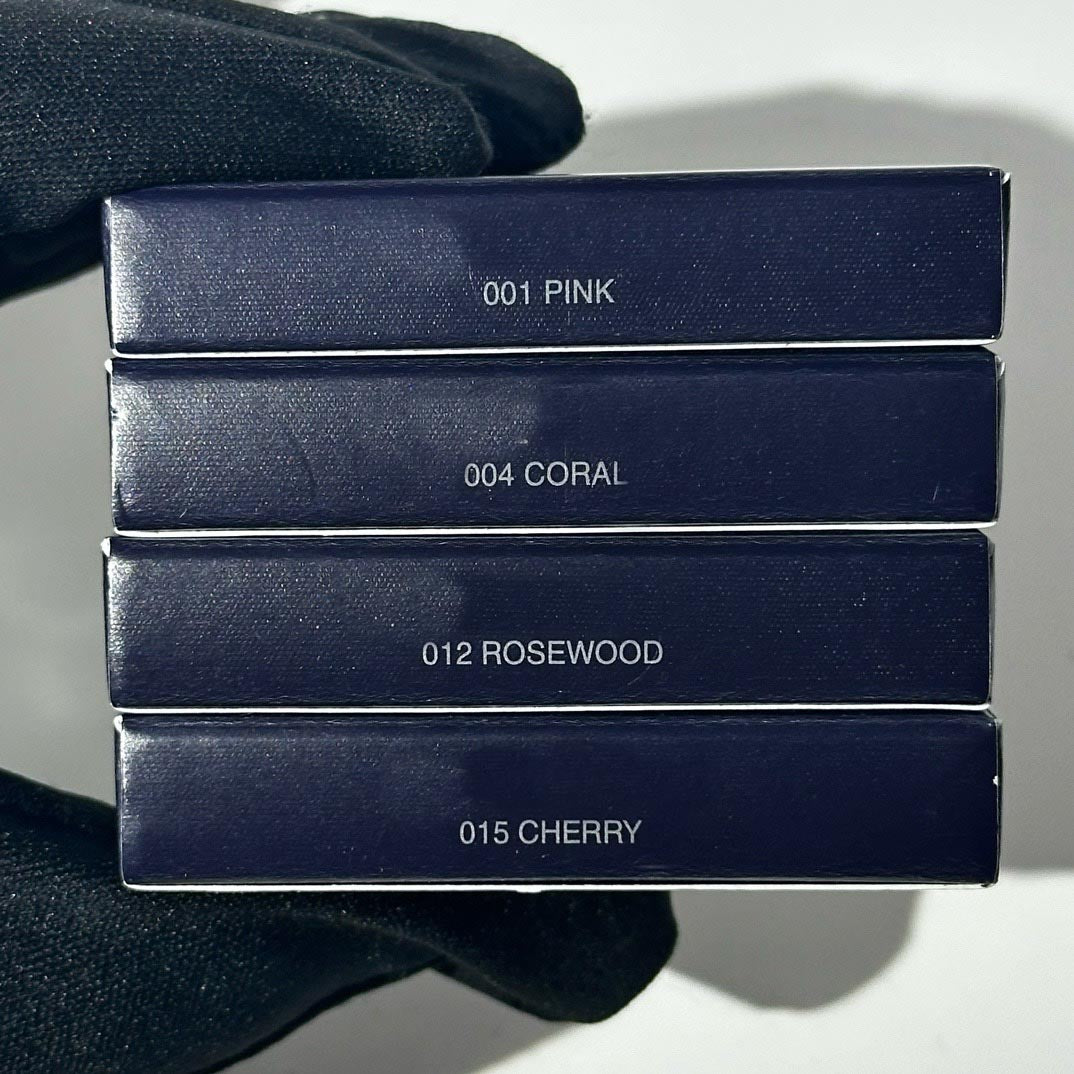 001 PINK
004 CORAL
012 ROSEWOOD
015 CHERRY